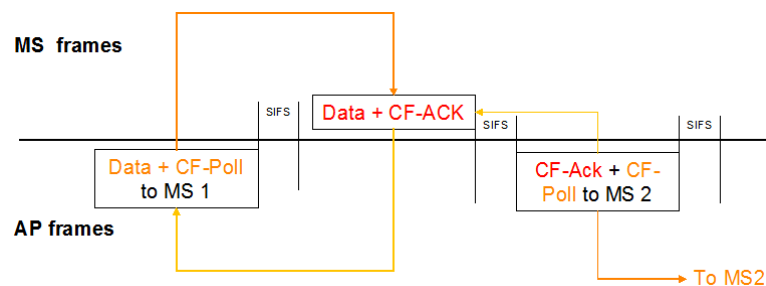 MS frames
SIFS
Data + CF-ACK
SIFS
SIFS
Data + CF-Poll
to MS 1
CF-Ack + CF-
Poll to MS 2
AP frames
To MS2